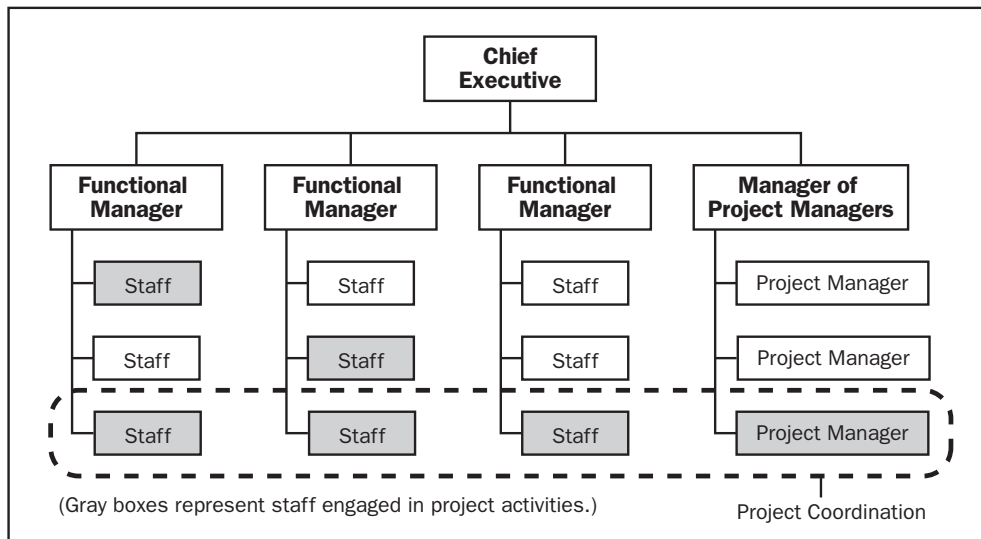 Chief
Executive
Functional
Manager
Functional
Manager
Functional
Manager
Manager of
Project Managers
Staff
Staff
Staff
Project Manager
Staff
Staff
Staff
Project Manager
Staff
Staff
Staff
Project Manager
(Gray boxes represent staff engaged in project activities.)
Project Coordination